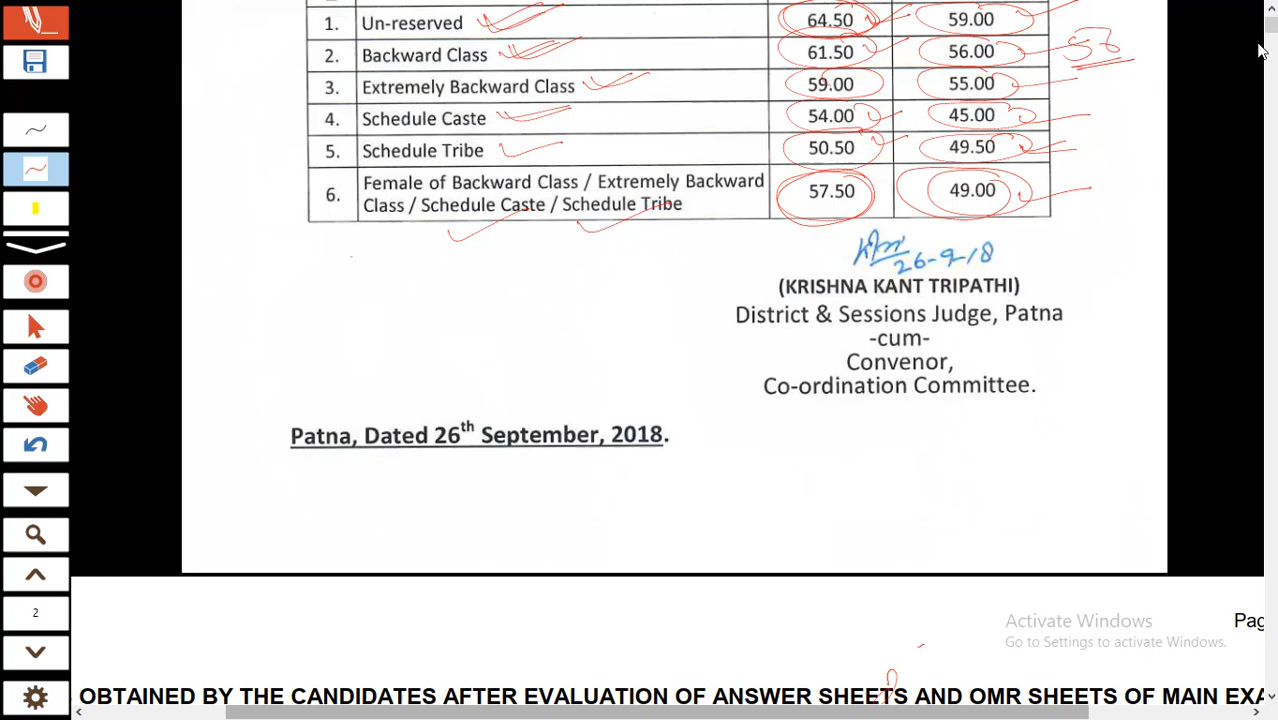 1. Un-reserved 64.50 59.00
2. Backward Class 61.50 56.00 56
3. Extremely Backward Class 59.00 55.00
4. Schedule Caste 54.00 45.00
5. Schedule Tribe 50.50 49.50
6. Female of Backward Class / Extremely Backward 57.50 49.00
Class / Schedule Caste / Schedule Tribe
26-9-18
(KRISHNA KANT TRIPATHI)
District & Sessions Judge, Patna
-cum-
Convenor,
Co-ordination Committee.
Patna, Dated 26th September, 2018.
2
Activate Windows
Pag
Go to Settings to activate Windows.
OBTAINED BY THE CANDIDATES AFTER EVALUATION OF ANSWER SHEETS AND OMR SHEETS OF MAIN EXA